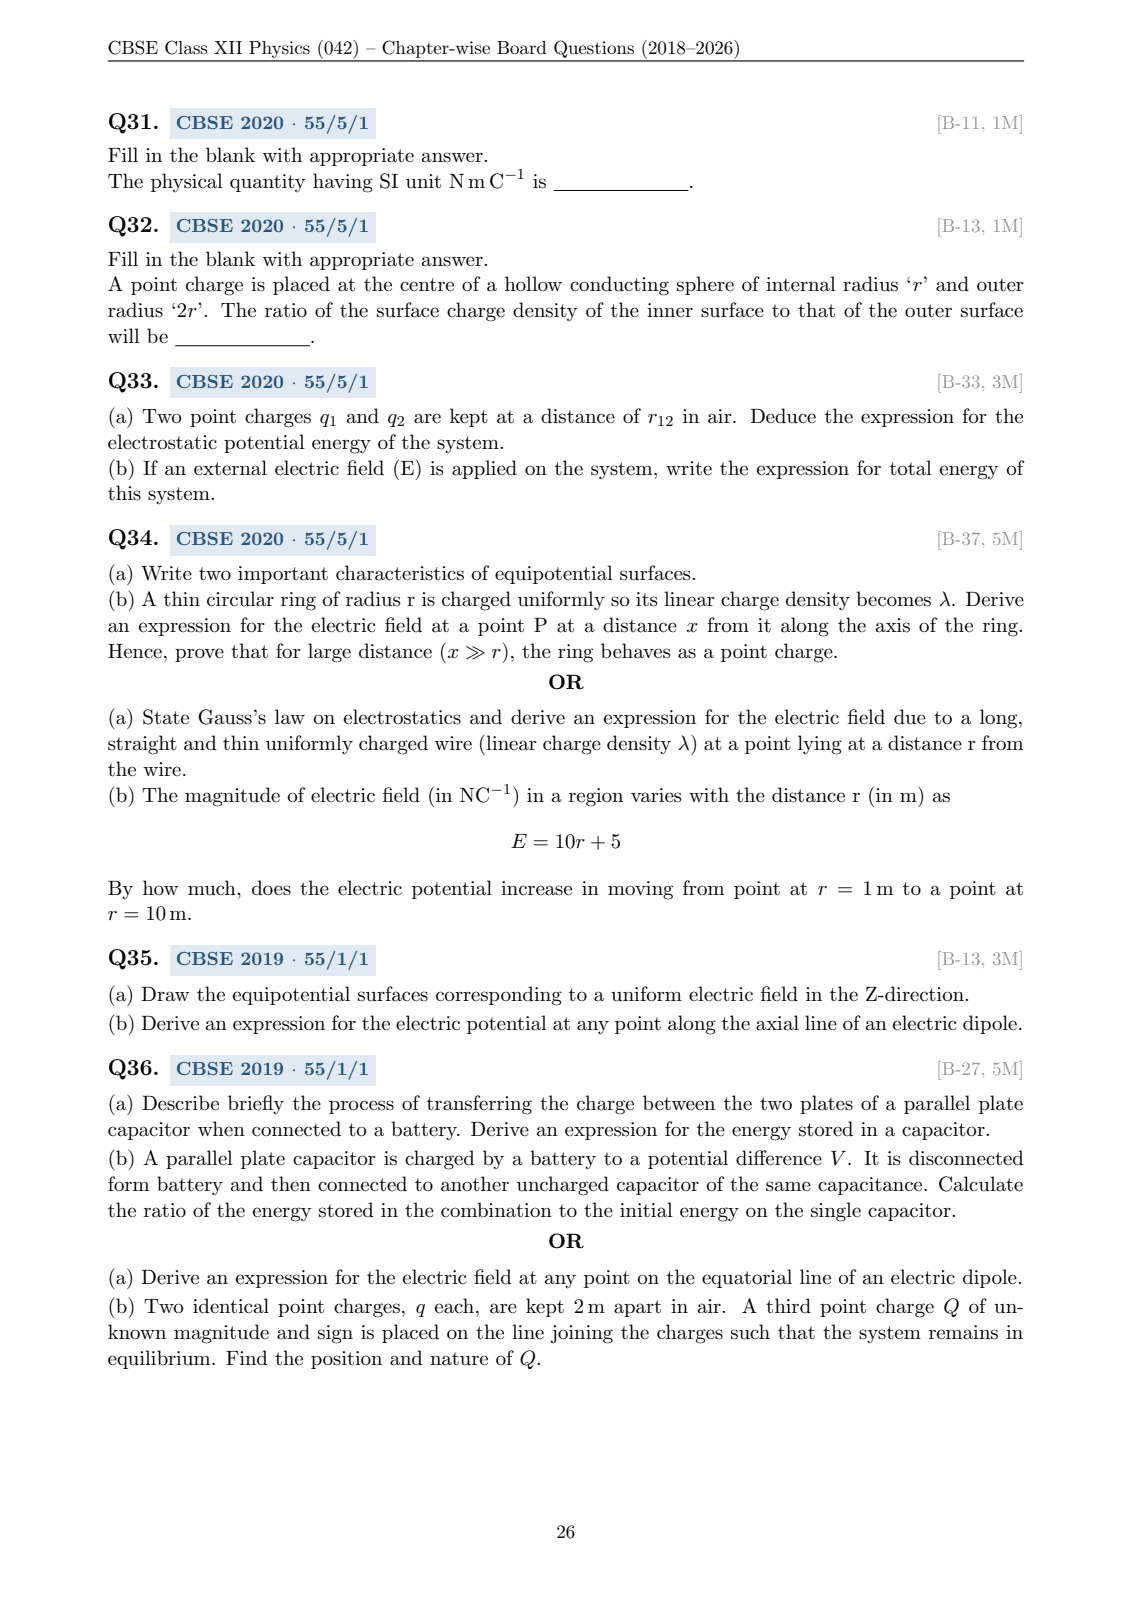 CBSE Class XII Physics (042) – Chapter-wise Board Questions (2018–2026)
Q31. CBSE 2020 · 55/5/1 [B-11, 1M]
Fill in the blank with appropriate answer.
The physical quantity having SI unit N m C⁻¹ is ____________.
Q32. CBSE 2020 · 55/5/1 [B-13, 1M]
Fill in the blank with appropriate answer.
A point charge is placed at the centre of a hollow conducting sphere of internal radius ‘r’ and outer
radius ‘2r’. The ratio of the surface charge density of the inner surface to that of the outer surface
will be ____________.
Q33. CBSE 2020 · 55/5/1 [B-33, 3M]
(a) Two point charges q₁ and q₂ are kept at a distance of r₁₂ in air. Deduce the expression for the
electrostatic potential energy of the system.
(b) If an external electric field (E) is applied on the system, write the expression for total energy of
this system.
Q34. CBSE 2020 · 55/5/1 [B-37, 5M]
(a) Write two important characteristics of equipotential surfaces.
(b) A thin circular ring of radius r is charged uniformly so its linear charge density becomes λ. Derive
an expression for the electric field at a point P at a distance x from it along the axis of the ring.
Hence, prove that for large distance (x ≫ r), the ring behaves as a point charge.
OR
(a) State Gauss’s law on electrostatics and derive an expression for the electric field due to a long,
straight and thin uniformly charged wire (linear charge density λ) at a point lying at a distance r from
the wire.
(b) The magnitude of electric field (in NC⁻¹) in a region varies with the distance r (in m) as
E = 10r + 5
By how much, does the electric potential increase in moving from point at r = 1 m to a point at
r = 10 m.
Q35. CBSE 2019 · 55/1/1 [B-13, 3M]
(a) Draw the equipotential surfaces corresponding to a uniform electric field in the Z-direction.
(b) Derive an expression for the electric potential at any point along the axial line of an electric dipole.
Q36. CBSE 2019 · 55/1/1 [B-27, 5M]
(a) Describe briefly the process of transferring the charge between the two plates of a parallel plate
capacitor when connected to a battery. Derive an expression for the energy stored in a capacitor.
(b) A parallel plate capacitor is charged by a battery to a potential difference V. It is disconnected
form battery and then connected to another uncharged capacitor of the same capacitance. Calculate
the ratio of the energy stored in the combination to the initial energy on the single capacitor.
OR
(a) Derive an expression for the electric field at any point on the equatorial line of an electric dipole.
(b) Two identical point charges, q each, are kept 2 m apart in air. A third point charge Q of un-
known magnitude and sign is placed on the line joining the charges such that the system remains in
equilibrium. Find the position and nature of Q.
26